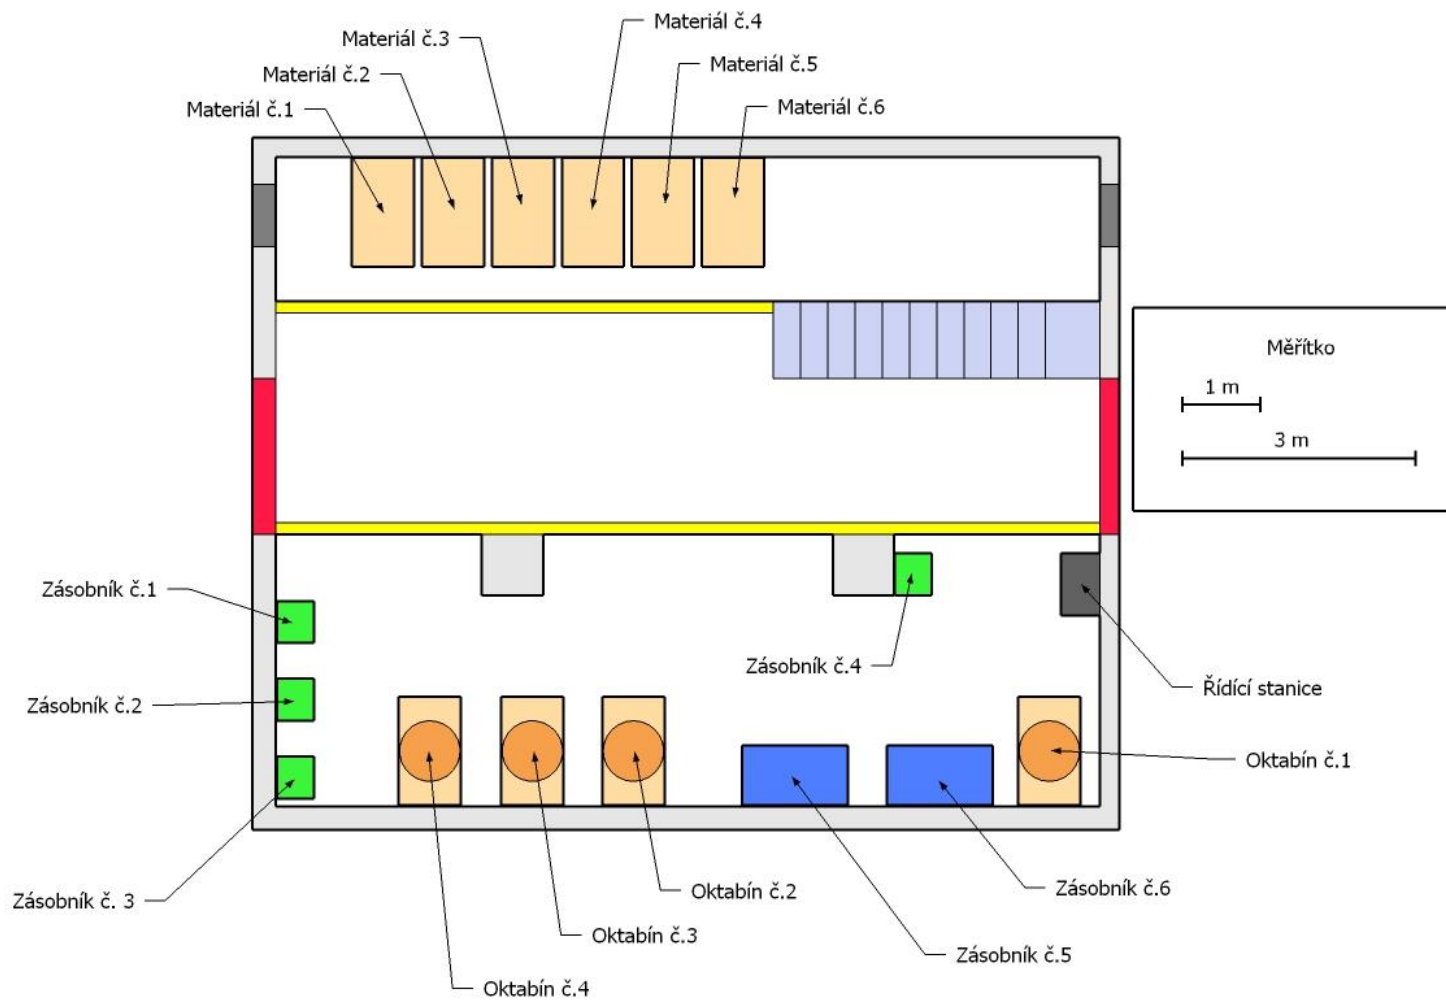 Materiál č.4
Materiál č.3
Materiál č.5
Materiál č.2
Materiál č.1
Materiál č.6
Měřítko
1 m
3 m
Zásobník č.1
Zásobník č.4
Řídící stanice
Zásobník č.2
Oktabín č.1
Zásobník č.6
Oktabín č.2
Zásobník č. 3
Oktabín č.3
Zásobník č.5
Oktabín č.4